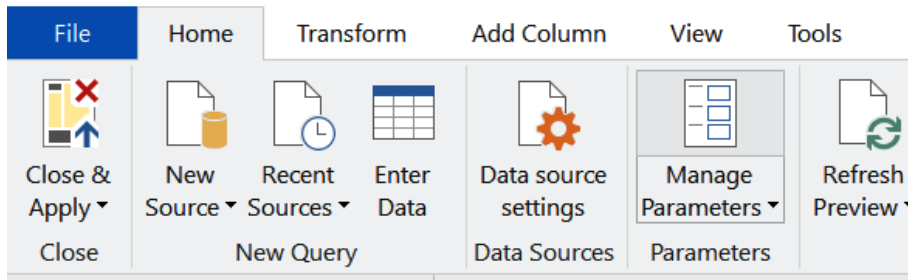 File Home Transform Add Column View Tools
Close & New Recent Enter Data source Manage Refresh
Apply Source Sources Data settings Parameters Preview
Close New Query Data Sources Parameters